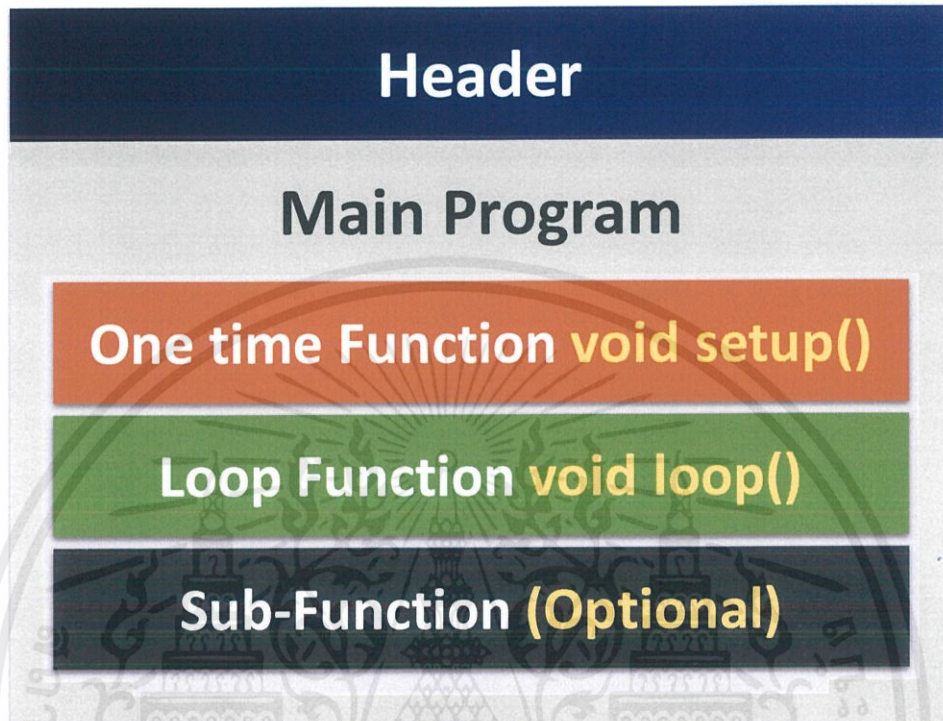 Header
Main Program
One time Function void setup()
Loop Function void loop()
Sub-Function (Optional)